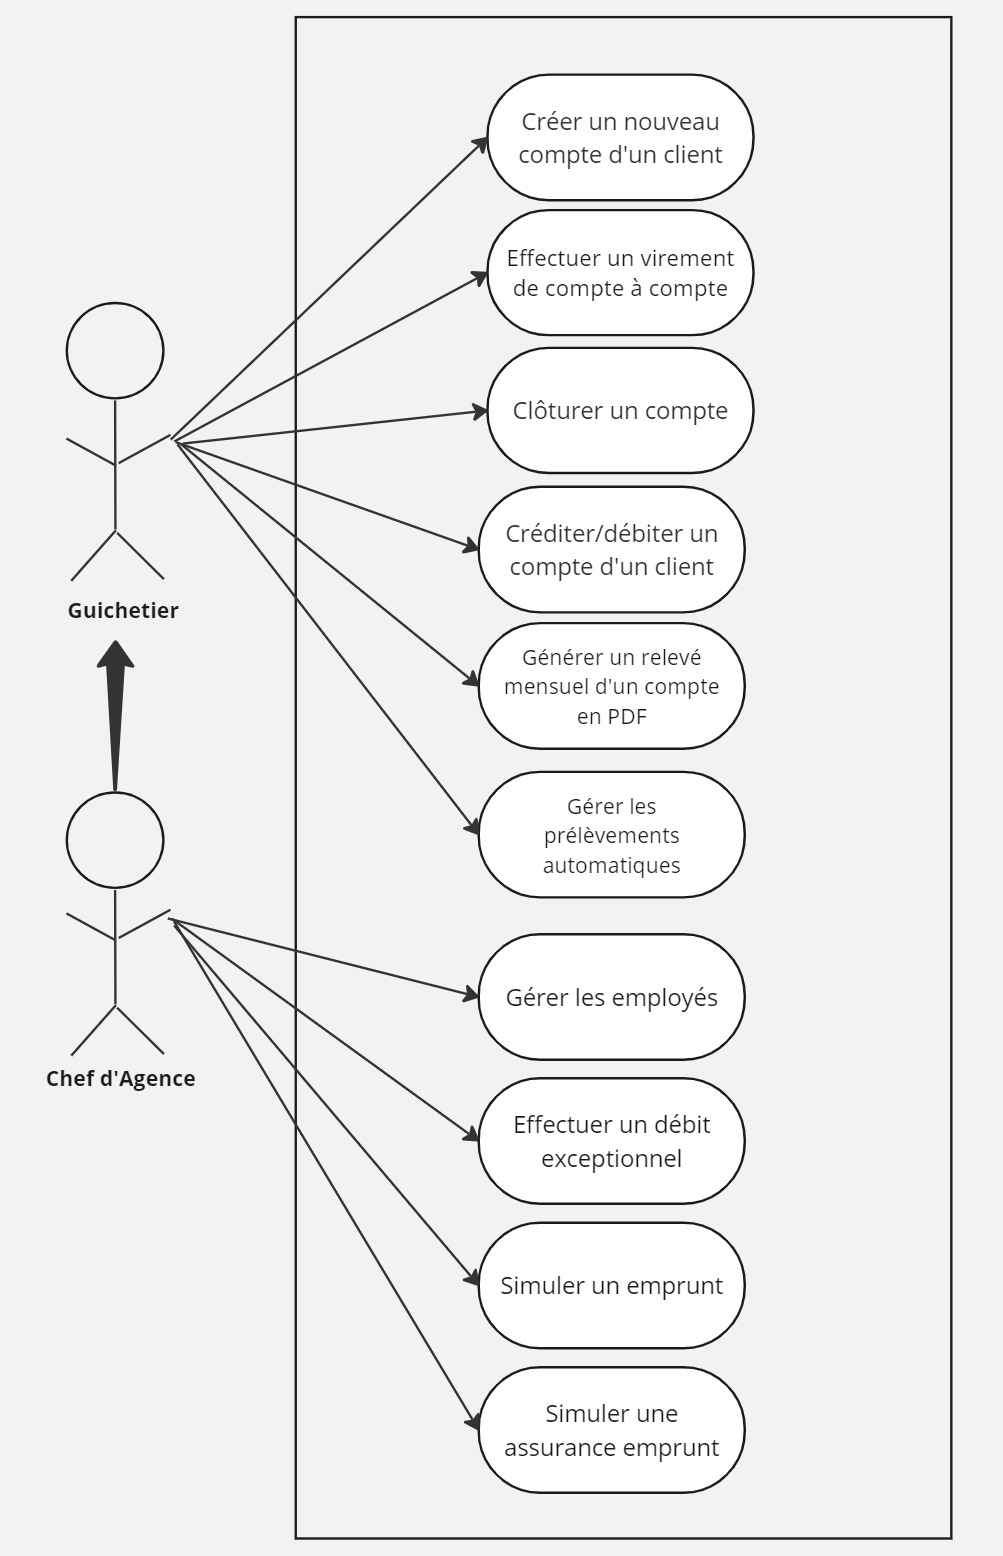 Créer un nouveau
compte d'un client
Effectuer un virement
de compte à compte
Clôturer un compte
Créditer/débiter un
compte d'un client
Guichetier
Générer un relevé
mensuel d'un compte
en PDF
Gérer les
prélèvements
automatiques
Gérer les employés
Chef d'Agence
Effectuer un débit
exceptionnel
Simuler un emprunt
Simuler une
assurance emprunt